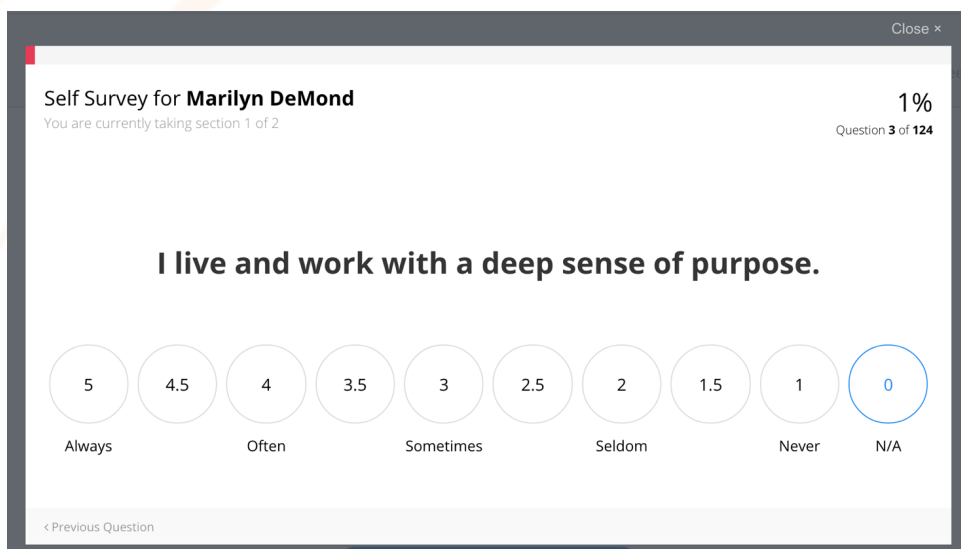 Close ×
Self Survey for Marilyn DeMond
You are currently taking section 1 of 2
1%
Question 3 of 124
I live and work with a deep sense of purpose.
5 4.5 4 3.5 3 2.5 2 1.5 1 0
Always Often Sometimes Seldom Never N/A
‹ Previous Question